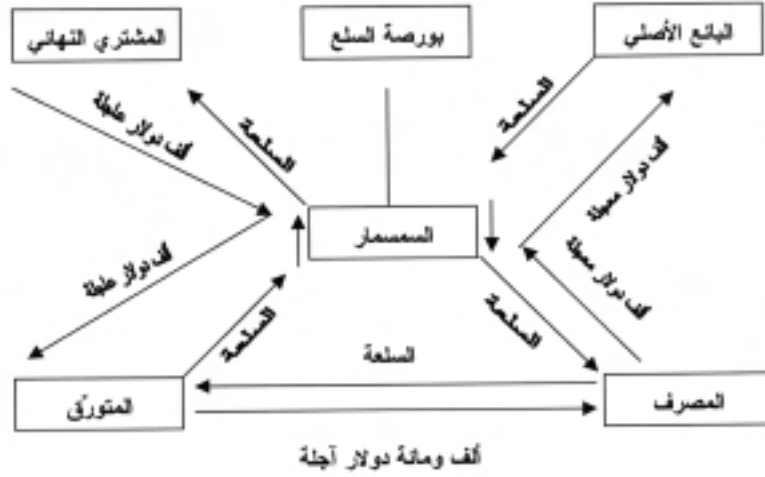 البائع الأصلي
بورصة السلع
المشتري النهائي
السلعة
السلعة
ألف دولار عاجلة
ألف دولار معجلة
السمسمار
ألف دولار معجلة
ألف دولار عاجلة
السلعة
السلعة
السلعة
المصرف
المتورّق
ألف ومائة دولار آجلة